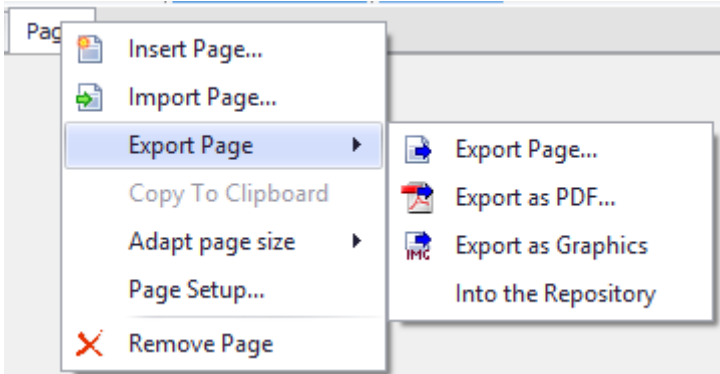 Pag
Insert Page...
Import Page...
Export Page
Copy To Clipboard
Adapt page size
Page Setup...
Remove Page
Export Page...
Export as PDF...
Export as Graphics
IMC
Into the Repository